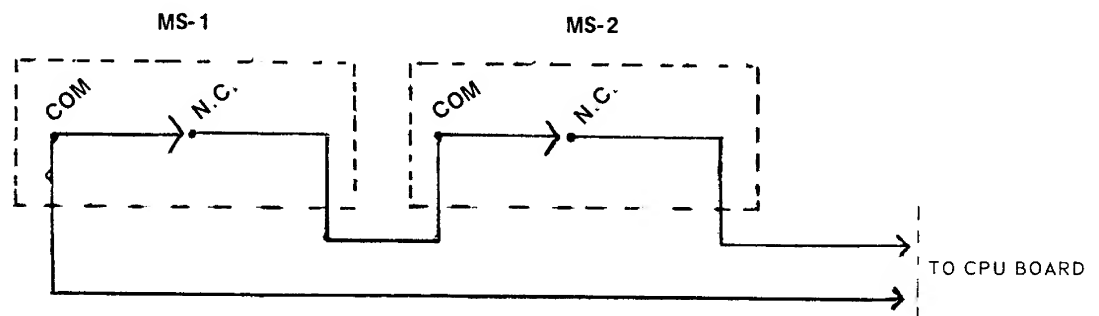 MS-1
MS-2
COM
N.C.
COM
N.C.
TO CPU BOARD